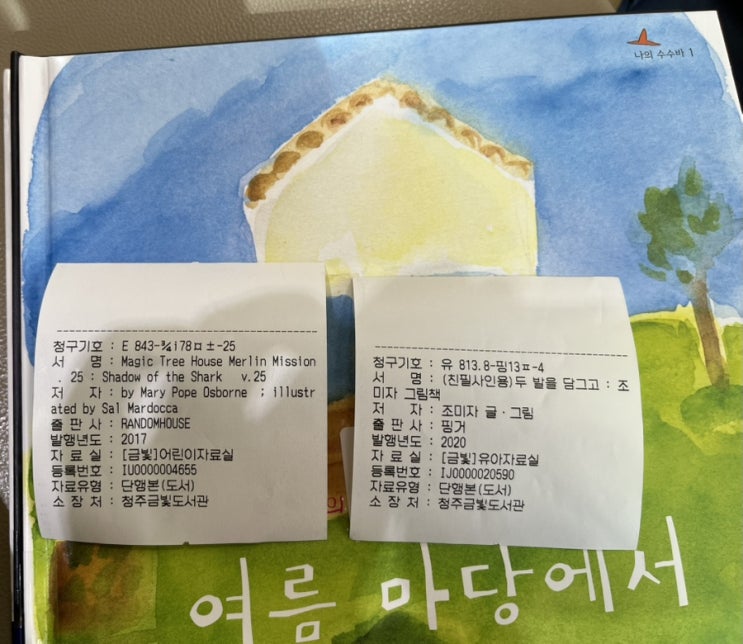 나의 수수바 1
청구기호 : E 843-¾i78ㅁ±-25
서 명 : Magic Tree House Merlin Mission
. 25 : Shadow of the Shark v.25
저 자 : by Mary Pope Osborne ; illustr
ated by Sal Mardocca
출 판 사 : RANDOMHOUSE
발행년도 : 2017
자 료 실 : [금빛]어린이자료실
등록번호 : IU0000004655
자료유형 : 단행본(도서)
소 장 처 : 청주금빛도서관
청구기호 : 유 813.8-밍13ㅍ-4
서 명 : (친필사인용)두 발을 담그고 : 조
미자 그림책
저 자 : 조미자 글·그림
출 판 사 : 핑거
발행년도 : 2020
자 료 실 : [금빛]유아자료실
등록번호 : IJ0000020590
자료유형 : 단행본(도서)
소 장 처 : 청주금빛도서관
의
여름 마당에서